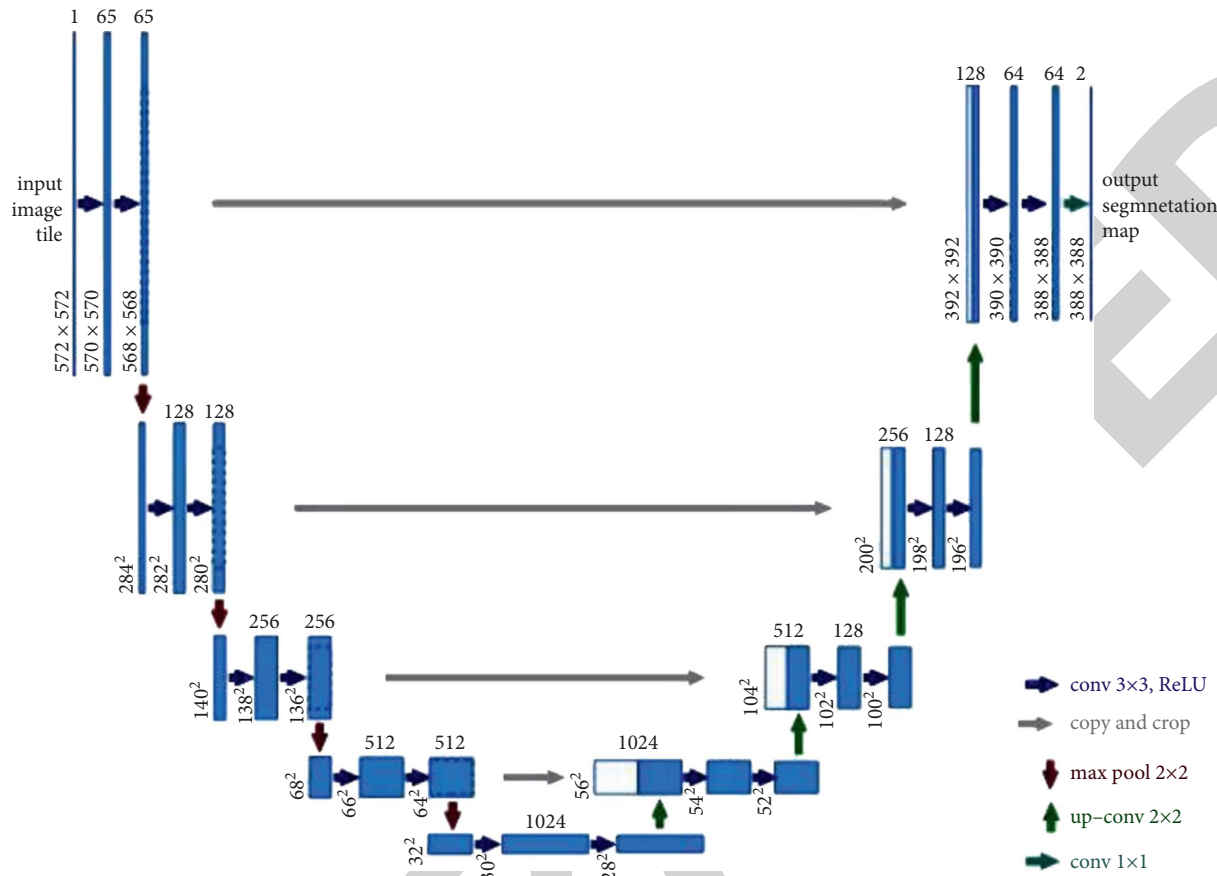 1 65 65
input
image
tile
572 × 572
570 × 570
568 × 568
128 64 64 2
output
segmnetation
map
392 × 392
390 × 390
388 × 388
388 × 388
128 128
284²
282²
280²
256 128
200²
198²
196²
256 256
140²
138²
136²
512 128
104²
102²
100²
512 512
68²
66²
64²
1024
56²
54²
52²
1024
32²
30²
28²
conv 3×3, ReLU
copy and crop
max pool 2×2
up–conv 2×2
conv 1×1